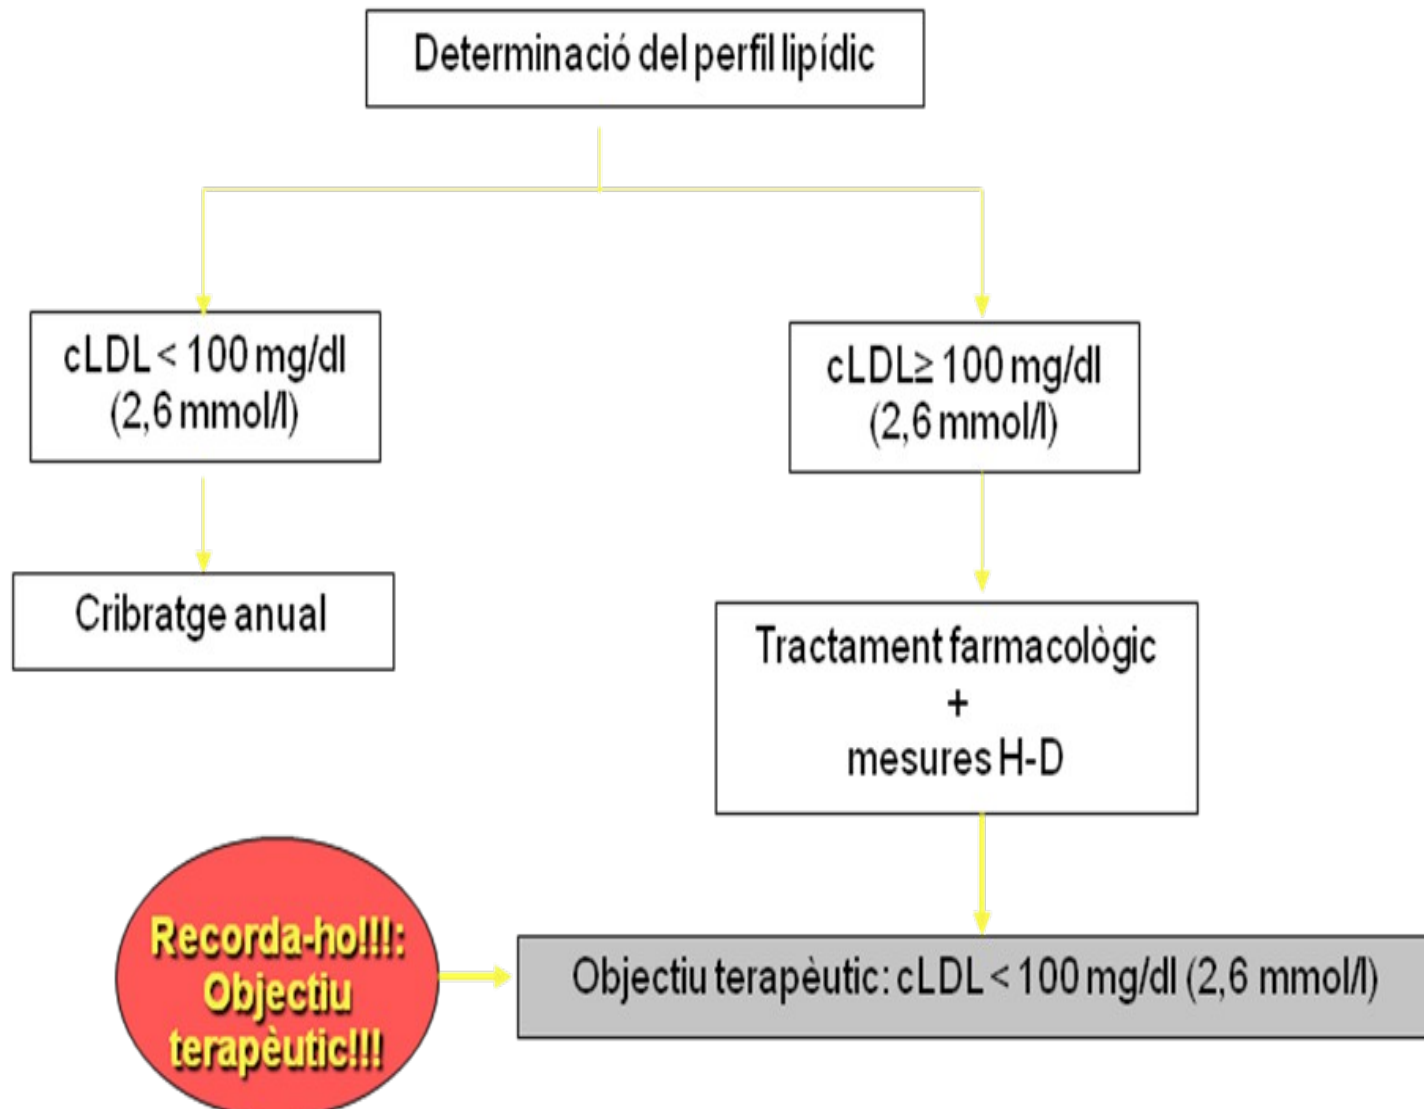 Determinació del perfil lipídic
cLDL < 100 mg/dl
(2,6 mmol/l)
cLDL≥ 100 mg/dl
(2,6 mmol/l)
Cribratge anual
Tractament farmacològic
+
mesures H-D
Recorda-ho!!!:
Objectiu
terapèutic!!!
Objectiu terapèutic: cLDL < 100 mg/dl (2,6 mmol/l)